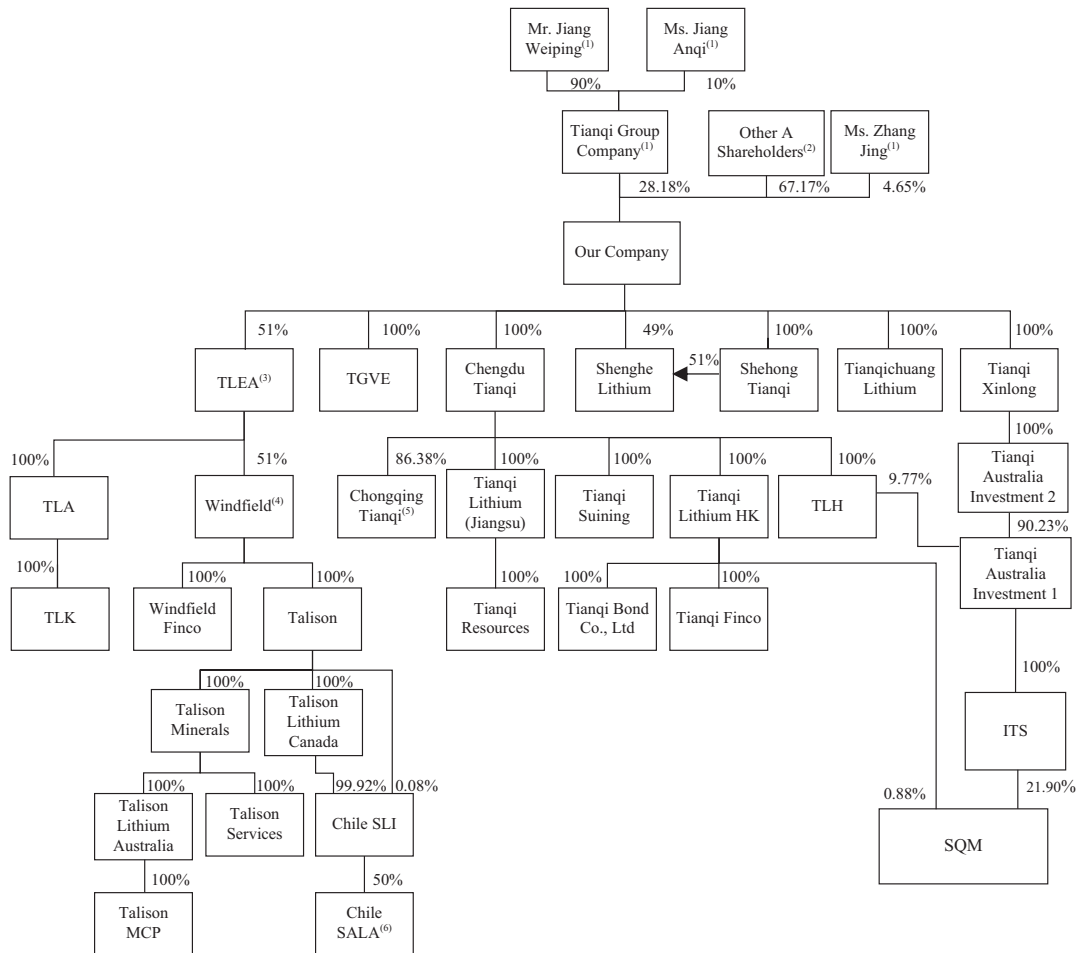 Mr. Jiang
Weiping(1)
Ms. Jiang
Anqi(1)
90%
10%
Tianqi Group
Company(1)
Other A
Shareholders(2)
Ms. Zhang
Jing(1)
28.18%
67.17%
4.65%
Our Company
51%
100%
100%
49%
100%
100%
100%
TLEA(3)
TGVE
Chengdu
Tianqi
Shenghe
Lithium
51%
Shehong
Tianqi
Tianqichuang
Lithium
Tianqi
Xinlong
100%
51%
86.38%
100%
100%
100%
100%
9.77%
100%
TLA
Windfield(4)
Chongqing
Tianqi(5)
Tianqi
Lithium
(Jiangsu)
Tianqi
Suining
Tianqi
Lithium HK
TLH
Tianqi
Australia
Investment 2
90.23%
100%
100%
100%
100%
100%
100%
Tianqi
Australia
Investment 1
TLK
Windfield
Finco
Talison
Tianqi
Resources
Tianqi Bond
Co., Ltd
Tianqi Finco
100%
100%
100%
Talison
Minerals
Talison
Lithium
Canada
ITS
100%
100%
99.92%
0.08%
0.88%
21.90%
Talison
Lithium
Australia
Talison
Services
Chile SLI
SQM
100%
50%
Talison
MCP
Chile
SALA(6)